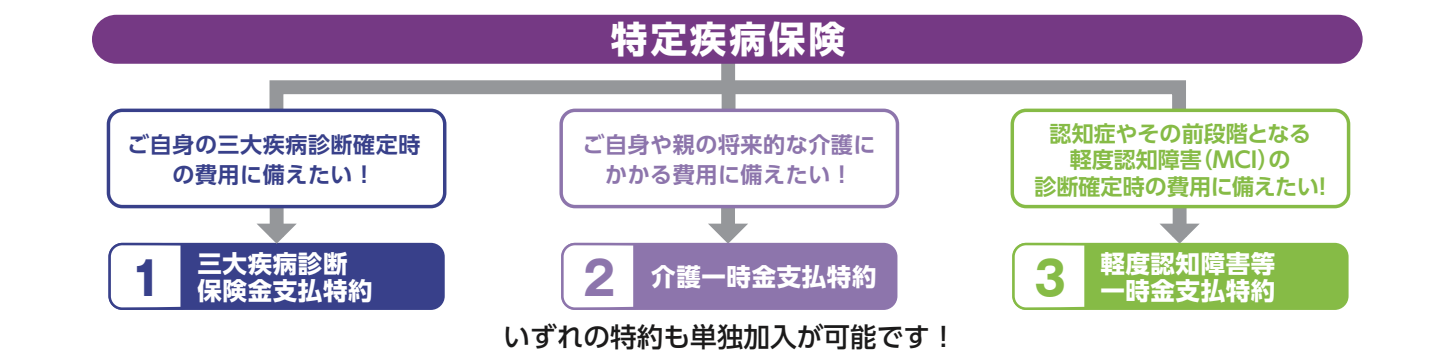 特定疾病保険
ご自身の三大疾病診断確定時
の費用に備えたい！
1 三大疾病診断
保険金支払特約
ご自身や親の将来的な介護に
かかる費用に備えたい！
2 介護一時金支払特約
認知症やその前段階となる
軽度認知障害(MCI)の
診断確定時の費用に備えたい!
3 軽度認知障害等
一時金支払特約
いずれの特約も単独加入が可能です！